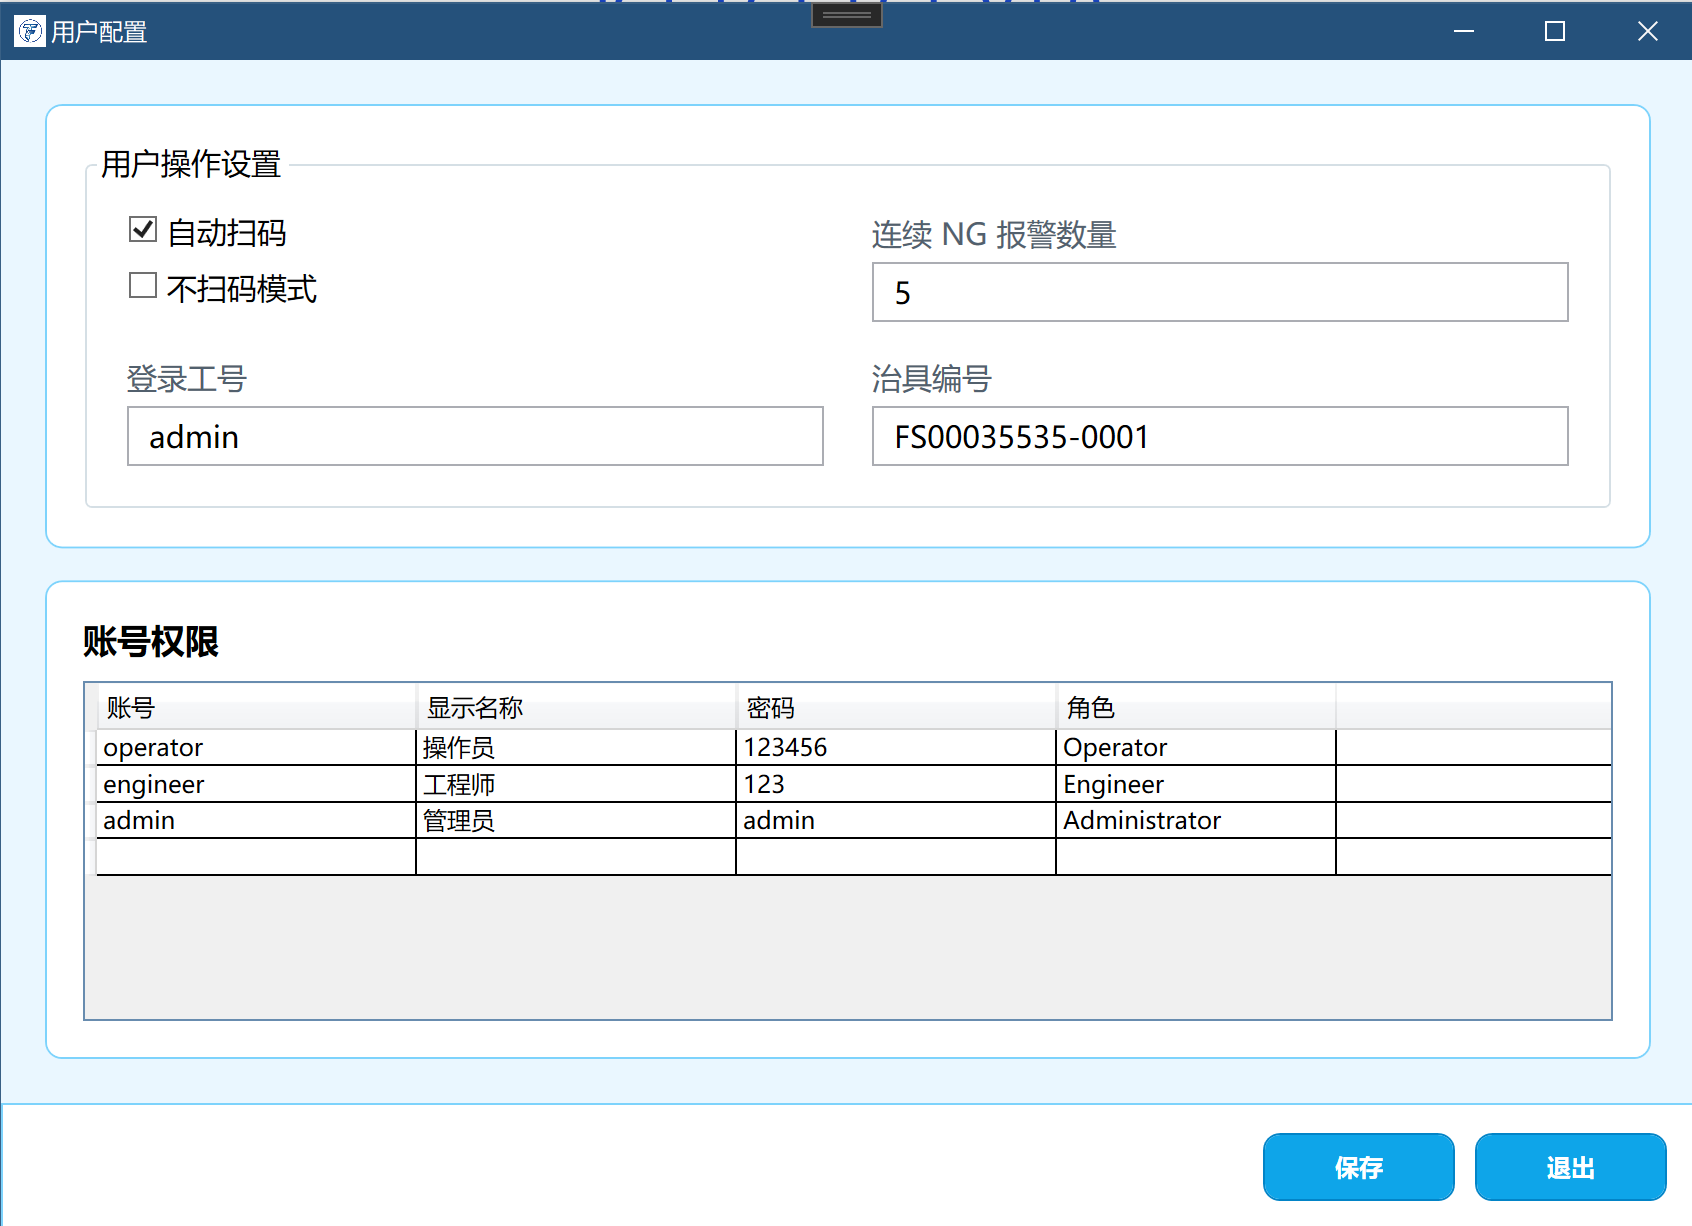 用户配置
用户操作设置
自动扫码
不扫码模式
连续 NG 报警数量
5
登录工号
治具编号
admin
FS00035535-0001
账号权限
账号 显示名称 密码 角色
operator 操作员 123456 Operator
engineer 工程师 123 Engineer
admin 管理员 admin Administrator
保存 退出